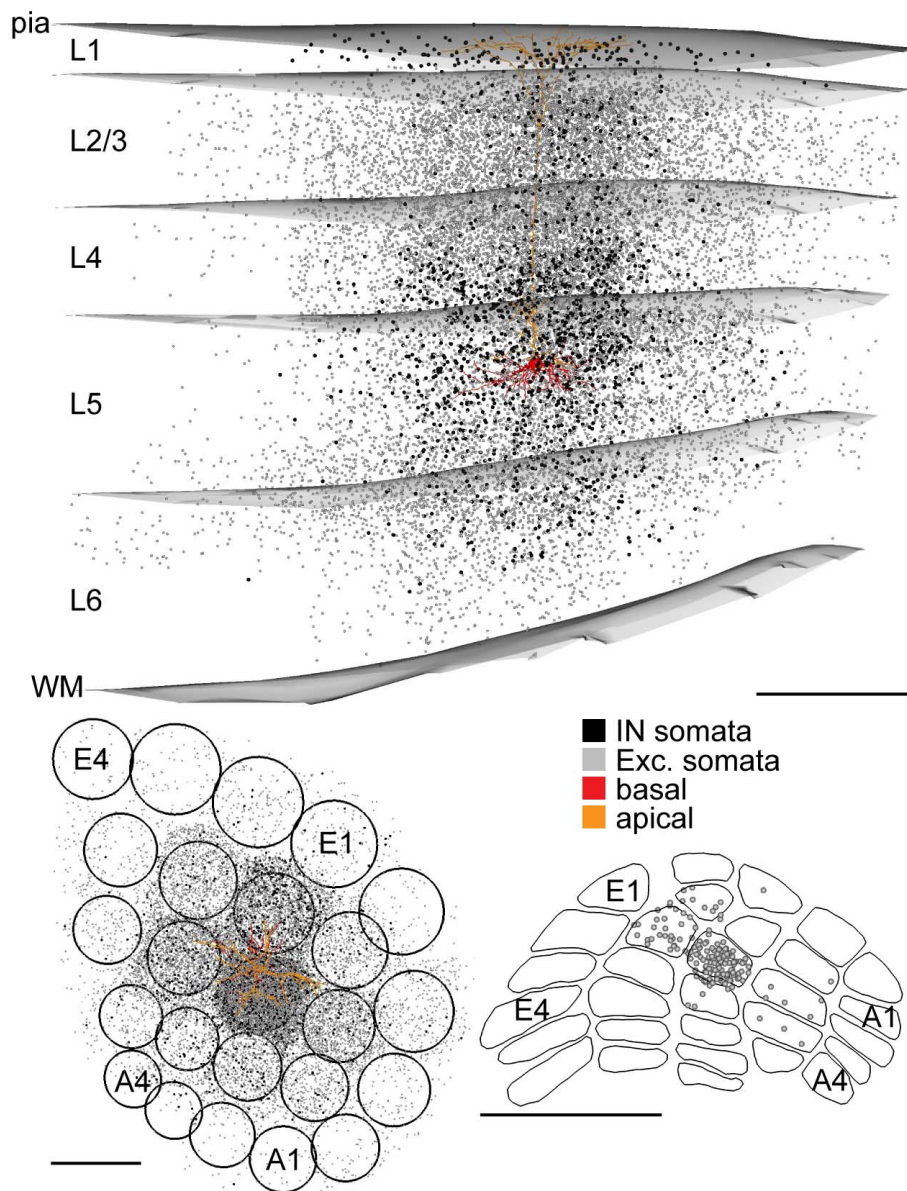 pia
L1
L2/3
L4
L5
L6
WM
IN somata
Exc. somata
basal
apical
E4
E1
A4
A1
E1
E4
A1
A4